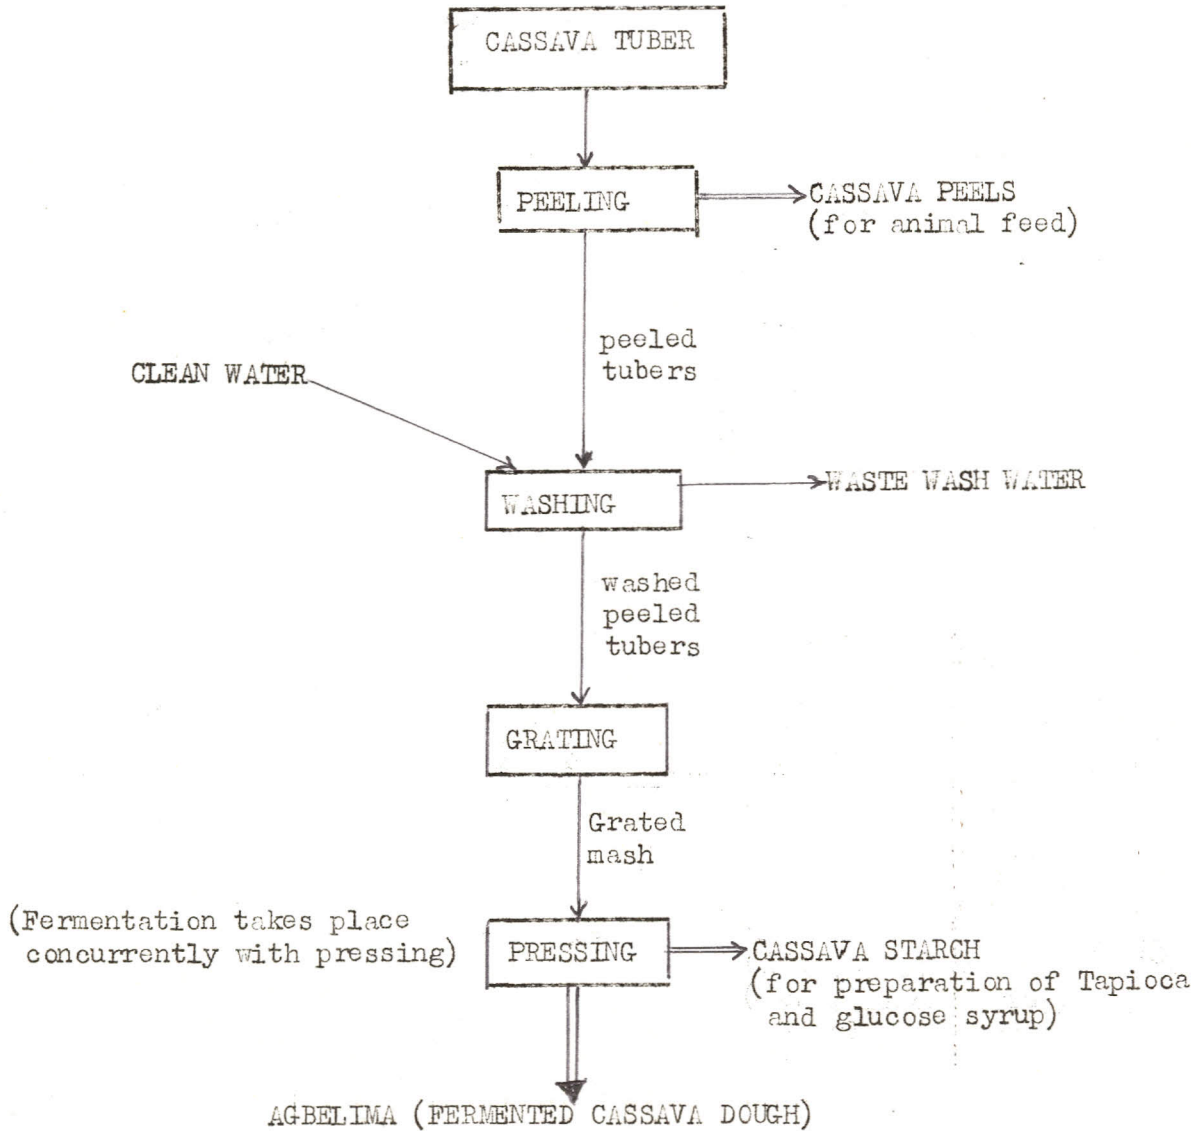 CASSAVA TUBER
PEELING
CASSAVA PEELS
(for animal feed)
peeled
tubers
CLEAN WATER
WASHING
WASTE WASH WATER
washed
peeled
tubers
GRATING
Grated
mash
(Fermentation takes place
concurrently with pressing)
PRESSING
CASSAVA STARCH
(for preparation of Tapioca
and glucose syrup)
AGBELIMA (FERMENTED CASSAVA DOUGH)